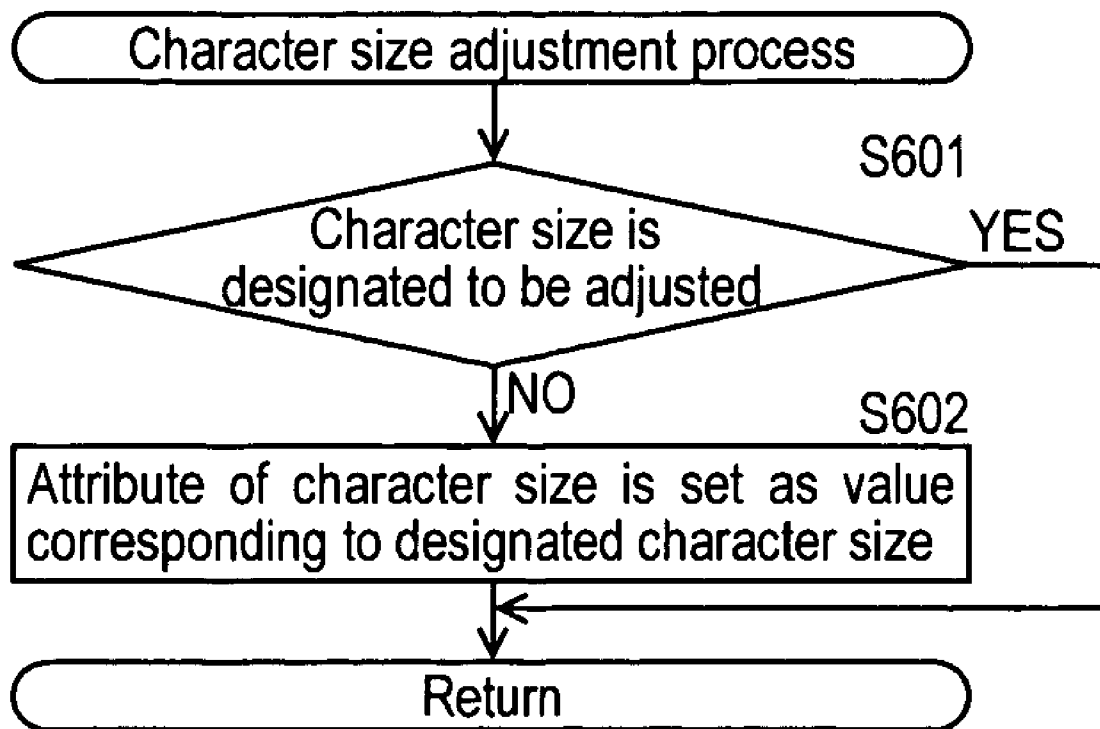 Character size adjustment process
S601
Character size is
designated to be adjusted
YES
NO
S602
Attribute of character size is set as value
corresponding to designated character size
Return